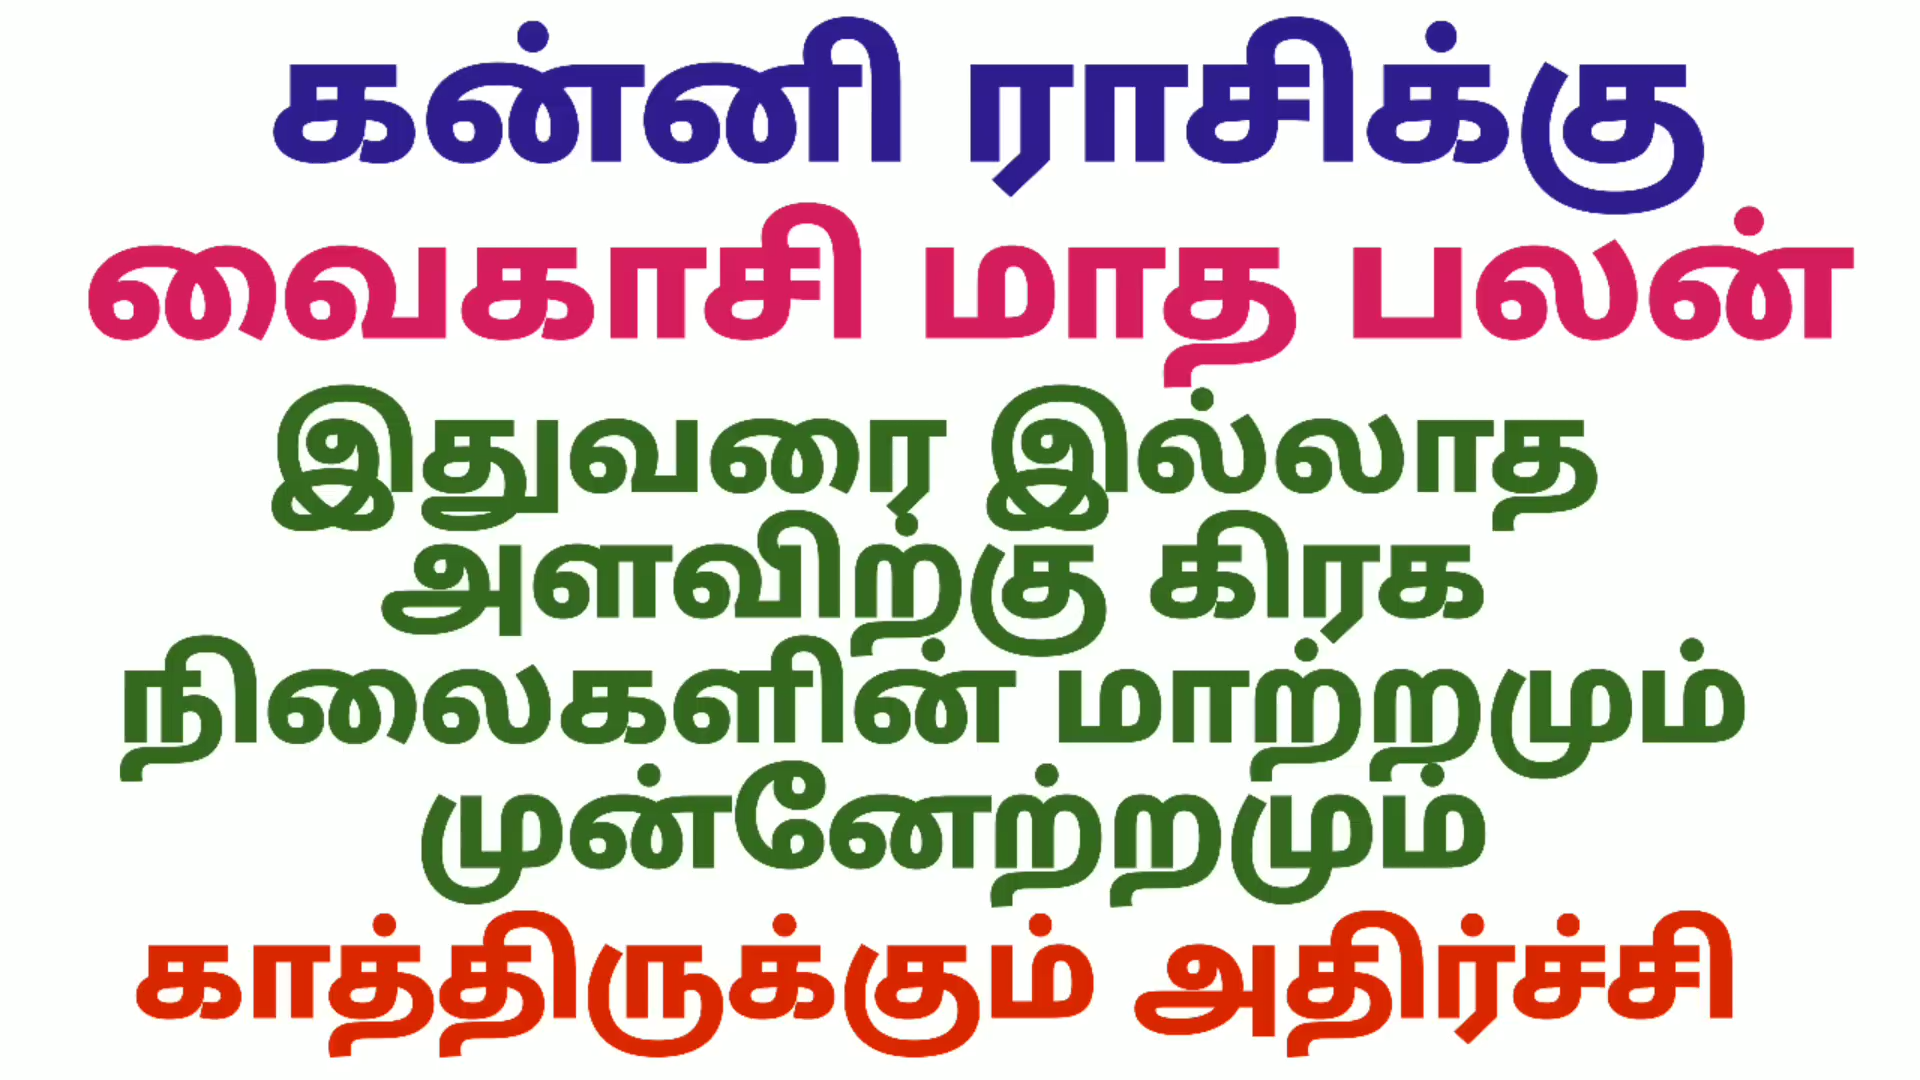 கன்னி ராசிக்கு
வைகாசி மாத பலன்
இதுவரை இல்லாத
அளவிற்கு கிரக
நிலைகளின் மாற்றமும்
முன்னேற்றமும்
காத்திருக்கும் அதிர்ச்சி